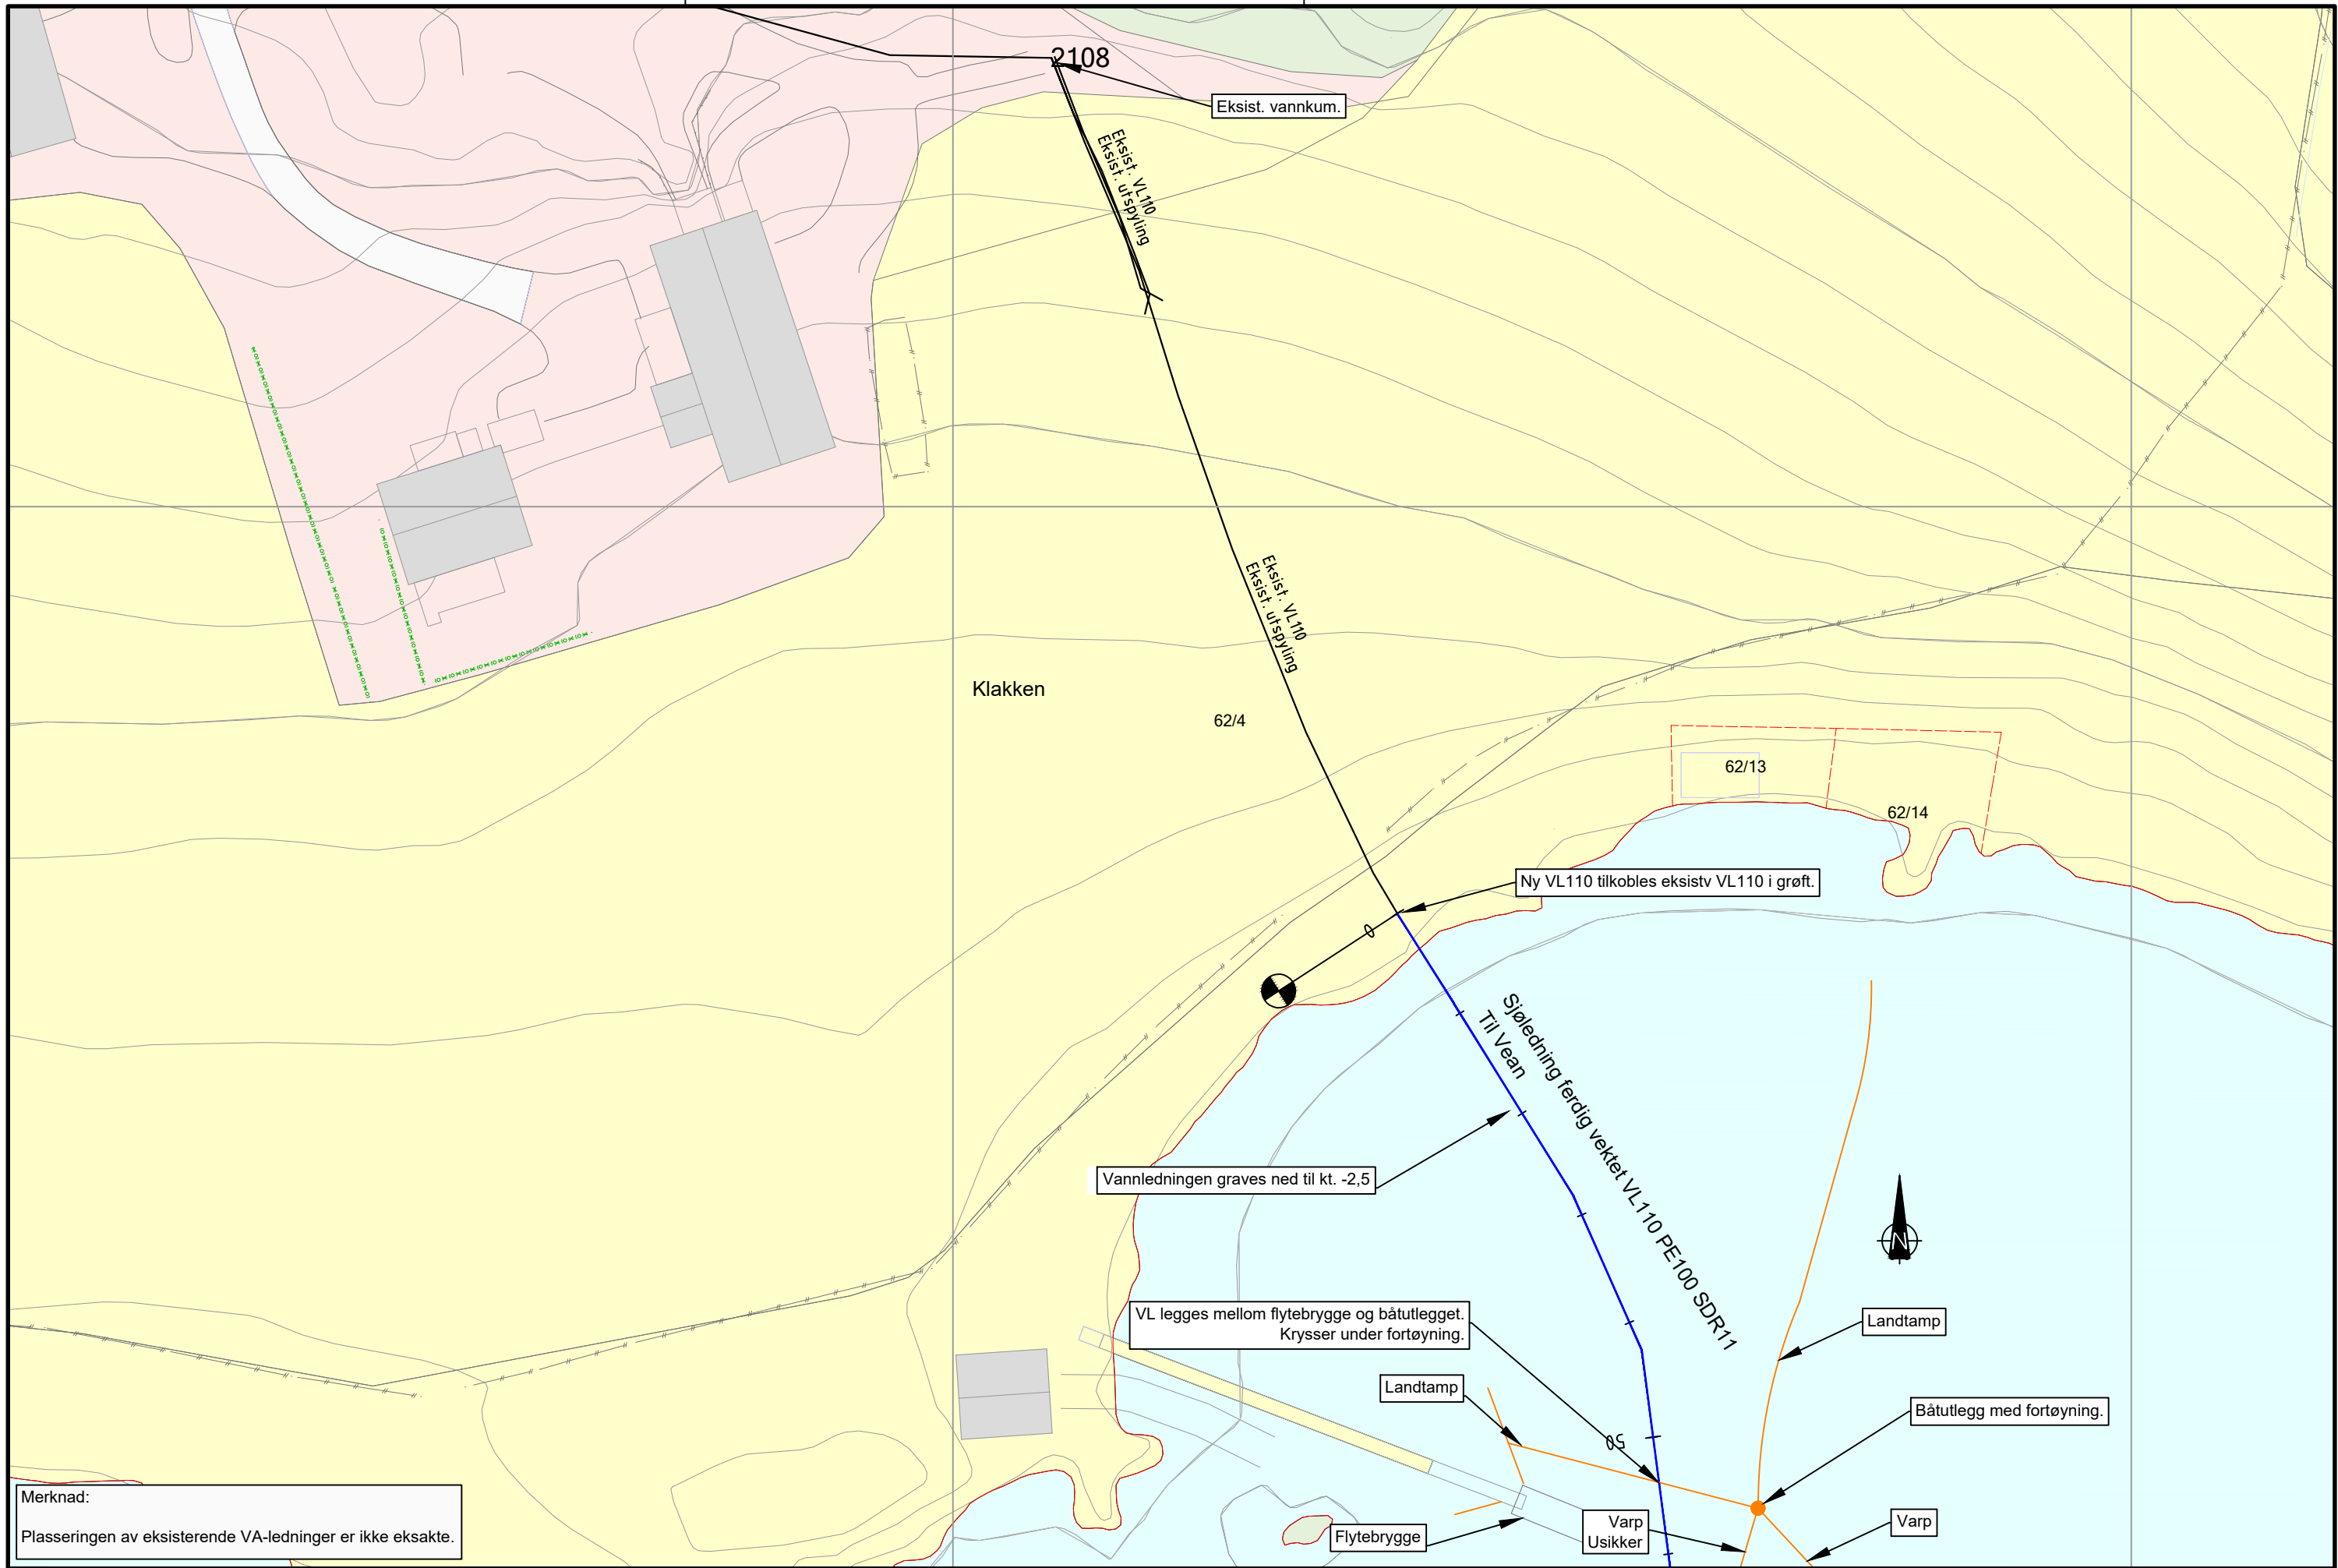 2108
Eksist. vannkum.
Eksist. VL110
Eksist. utspyling
Eksist. VL110
Eksist. utspyling
Klakken
62/4
62/13
62/14
Ny VL110 tilkobles eksistv VL110 i grøft.
0
Sjøledning ferdig vektet VL110 PE100 SDR11
Til Vean
Vannledningen graves ned til kt. -2,5
N
VL legges mellom flytebrygge og båtutlegget.
Krysser under fortøyning.
Landtamp
Landtamp
Båtutlegg med fortøyning.
50
Merknad:
Plasseringen av eksisterende VA-ledninger er ikke eksakte.
Flytebrygge
Varp
Usikker
Varp